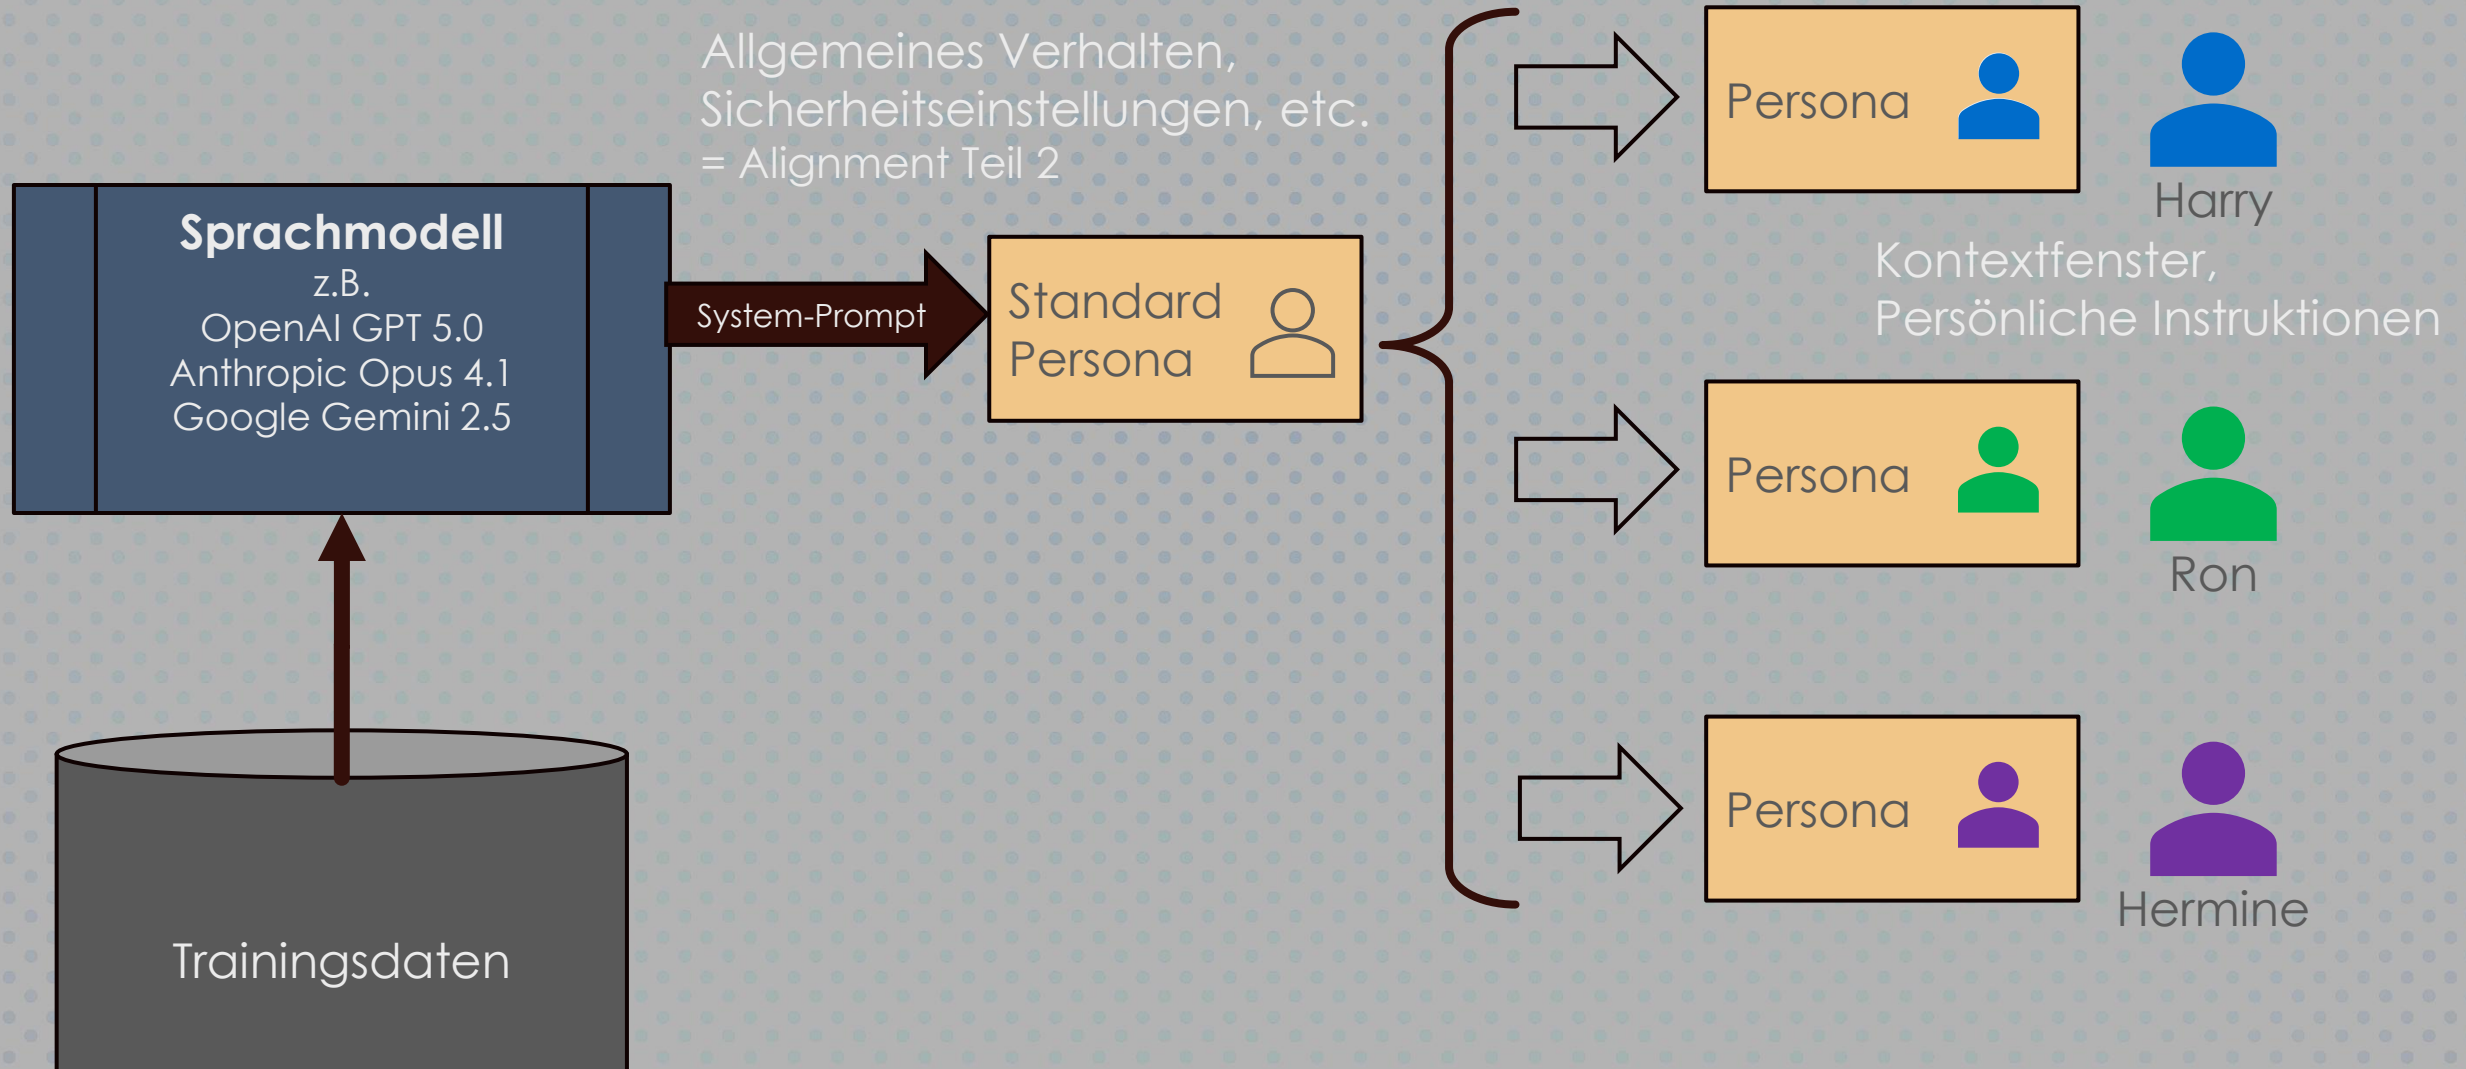 Allgemeines Verhalten,
Sicherheitseinstellungen, etc.
= Alignment Teil 2
Sprachmodell
z.B.
OpenAI GPT 5.0
Anthropic Opus 4.1
Google Gemini 2.5
System-Prompt
Standard
Persona
Persona
Harry
Kontextfenster,
Persönliche Instruktionen
Persona
Ron
Persona
Hermine
Trainingsdaten